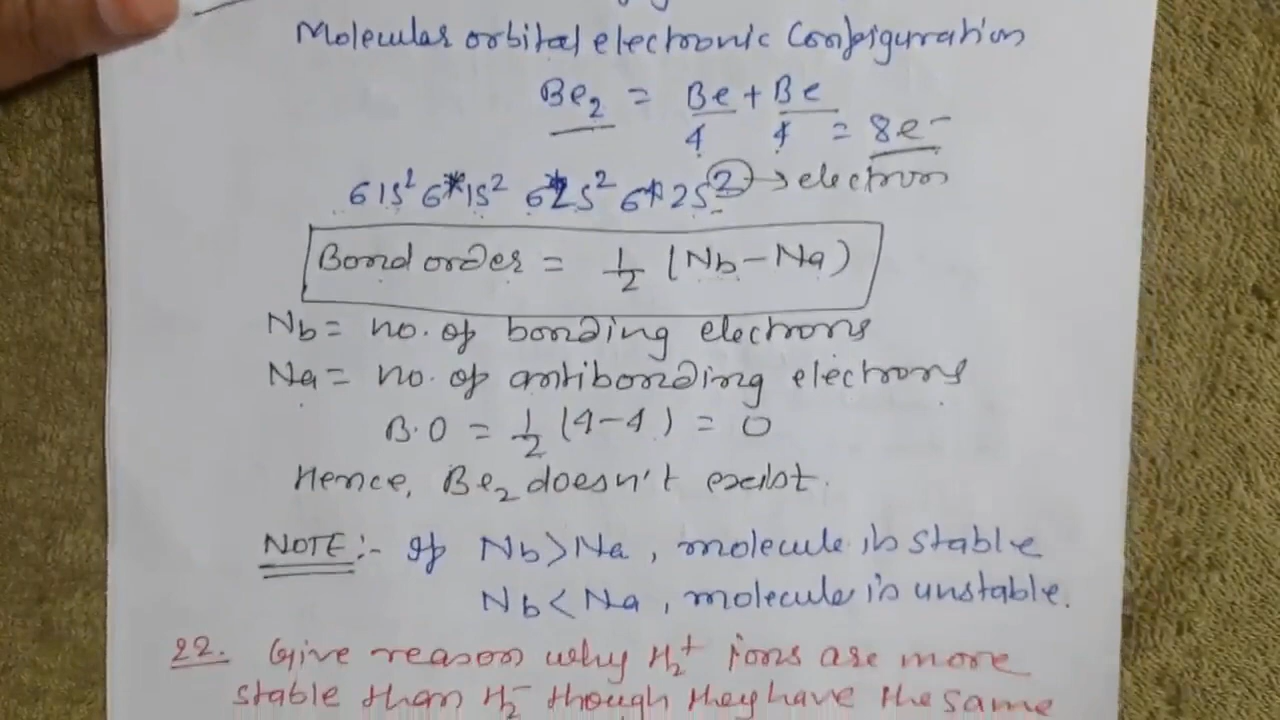 Molecular orbital electronic Configuration
Be₂ = Be + Be
4 4 = 8e⁻
σ1s² σ*1s² σ2s² σ*2s² → electron
Bond order = 1/2 (Nb - Na)
Nb = no. of bonding electrons
Na = no. of antibonding electrons
B.O = 1/2 (4-4) = 0
Hence, Be₂ doesn't exist.
NOTE:- If Nb > Na, molecule is stable
Nb < Na, molecule is unstable.
22. Give reason why H₂⁺ ions are more
stable than H₂⁻ though they have the same